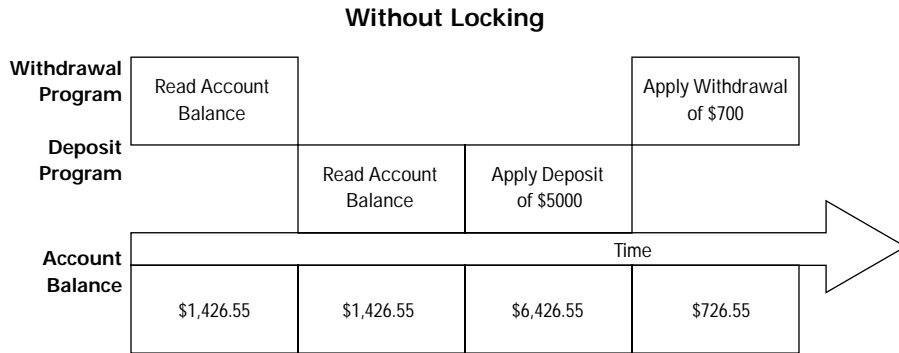 Without Locking
Withdrawal
Program
Read Account
Balance
Apply Withdrawal
of $700
Deposit
Program
Read Account
Balance
Apply Deposit
of $5000
Time
Account
Balance
$1,426.55
$1,426.55
$6,426.55
$726.55